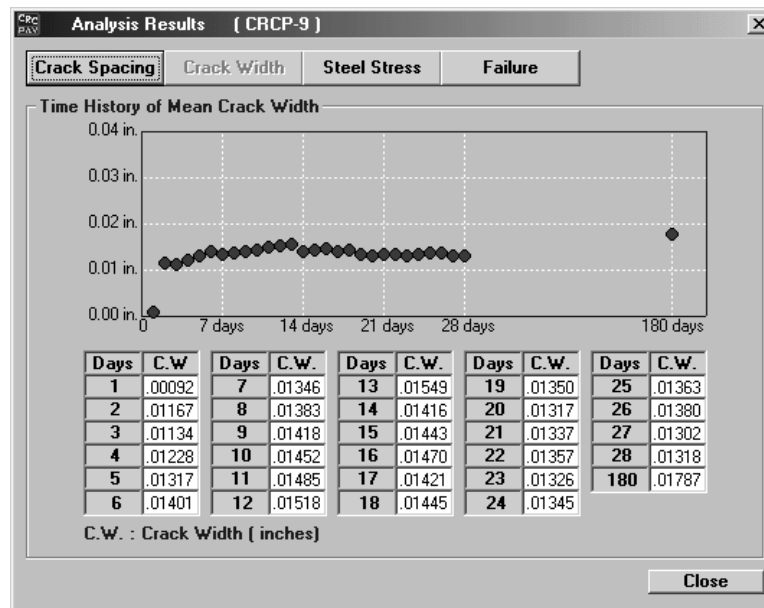 CRC PAV Analysis Results ( CRCP-9 )
Crack Spacing Crack Width Steel Stress Failure
Time History of Mean Crack Width
0.04 in.
0.03 in.
0.02 in.
0.01 in.
0.00 in.
0 7 days 14 days 21 days 28 days 180 days
Days C.W Days C.W. Days C.W. Days C.W. Days C.W.
1 .00092 7 .01346 13 .01549 19 .01350 25 .01363
2 .01167 8 .01383 14 .01416 20 .01317 26 .01380
3 .01134 9 .01418 15 .01443 21 .01337 27 .01302
4 .01228 10 .01452 16 .01470 22 .01357 28 .01318
5 .01317 11 .01485 17 .01421 23 .01326 180 .01787
6 .01401 12 .01518 18 .01445 24 .01345
C.W. : Crack Width ( inches)
Close